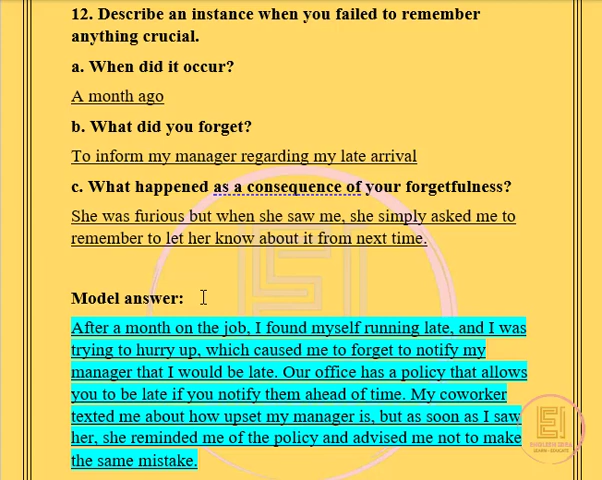 12. Describe an instance when you failed to remember
anything crucial.
a. When did it occur?
A month ago
b. What did you forget?
To inform my manager regarding my late arrival
c. What happened as a consequence of your forgetfulness?
She was furious but when she saw me, she simply asked me to
remember to let her know about it from next time.
Model answer:
After a month on the job, I found myself running late, and I was
trying to hurry up, which caused me to forget to notify my
manager that I would be late. Our office has a policy that allows
you to be late if you notify them ahead of time. My coworker
texted me about how upset my manager is, but as soon as I saw
her, she reminded me of the policy and advised me not to make
the same mistake.